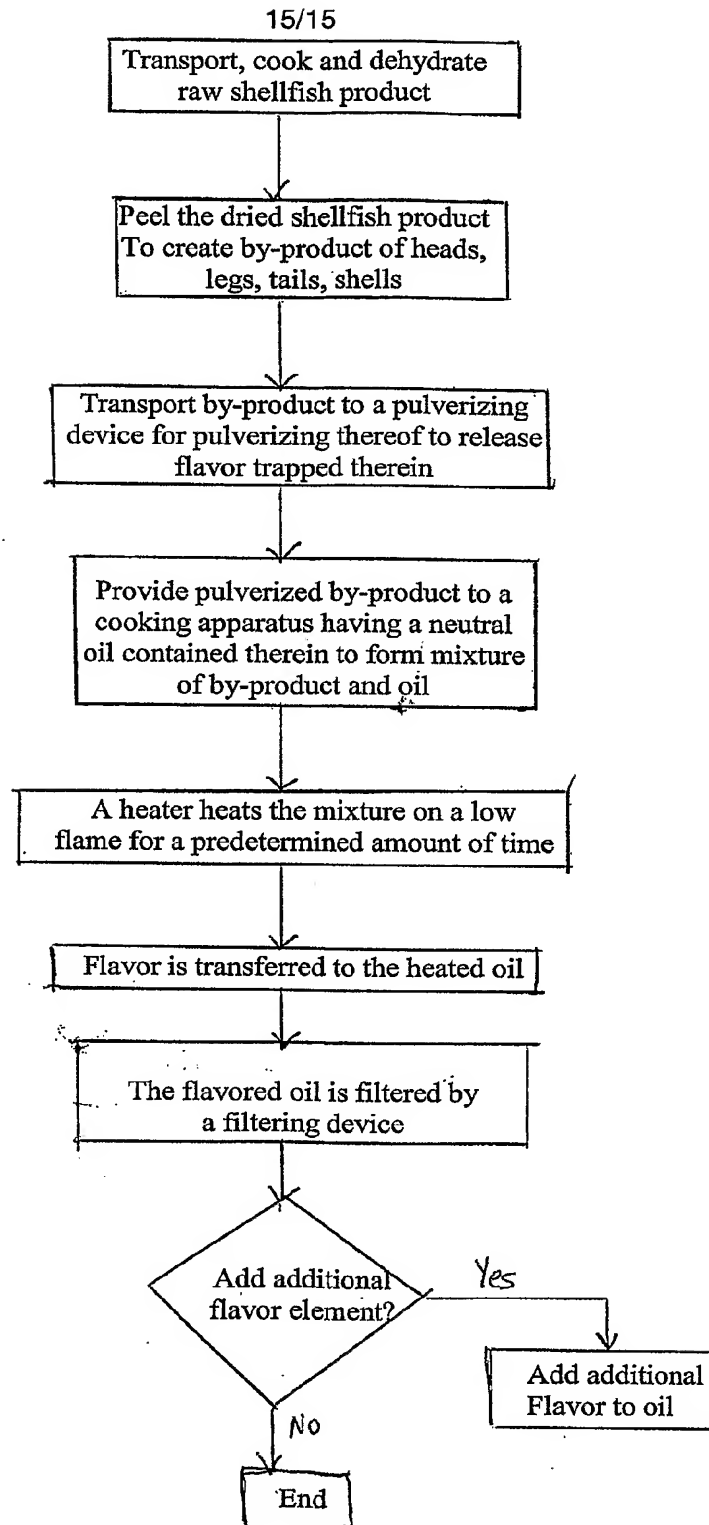 15/15
Transport, cook and dehydrate
raw shellfish product
Peel the dried shellfish product
To create by-product of heads,
legs, tails, shells
Transport by-product to a pulverizing
device for pulverizing thereof to release
flavor trapped therein
Provide pulverized by-product to a
cooking apparatus having a neutral
oil contained therein to form mixture
of by-product and oil
A heater heats the mixture on a low
flame for a predetermined amount of time
Flavor is transferred to the heated oil
The flavored oil is filtered by
a filtering device
Add additional
flavor element?
Yes
Add additional
Flavor to oil
No
End